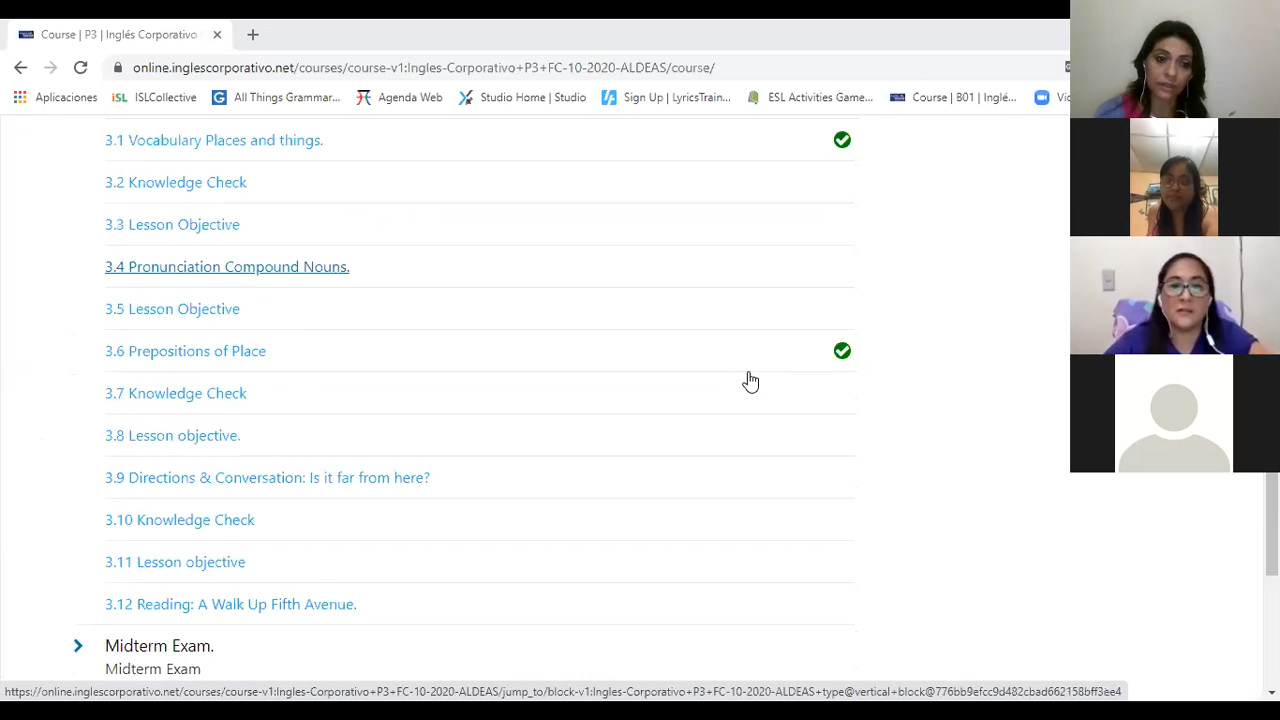 Course | P3 | Inglés Corporativo
online.inglescorporativo.net/courses/course-v1:Ingles-Corporativo+P3+FC-10-2020-ALDEAS/course/
Aplicaciones iSL ISLCollective All Things Grammar... Agenda Web Studio Home | Studio Sign Up | LyricsTrain... ESL Activities Game... Course | B01 | Inglé...
3.1 Vocabulary Places and things.
3.2 Knowledge Check
3.3 Lesson Objective
3.4 Pronunciation Compound Nouns.
3.5 Lesson Objective
3.6 Prepositions of Place
3.7 Knowledge Check
3.8 Lesson objective.
3.9 Directions & Conversation: Is it far from here?
3.10 Knowledge Check
3.11 Lesson objective
3.12 Reading: A Walk Up Fifth Avenue.
Midterm Exam.
Midterm Exam
https://online.inglescorporativo.net/courses/course-v1:Ingles-Corporativo+P3+FC-10-2020-ALDEAS/jump_to/block-v1:Ingles-Corporativo+P3+FC-10-2020-ALDEAS+type@vertical+block@776bb9efcc9d482cbad662158bff3ee4